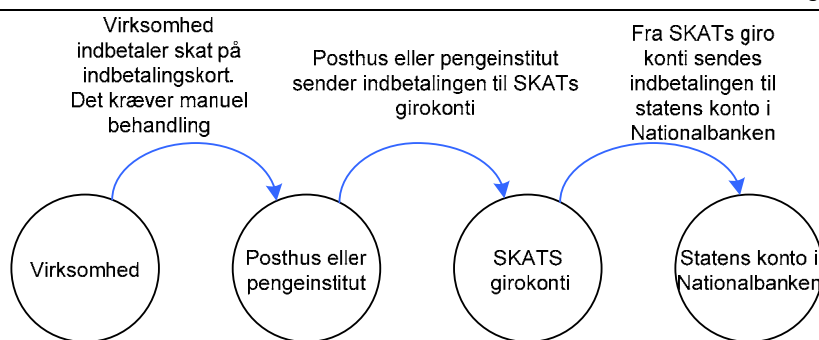 Virksomhed
indbetaler skat på
indbetalingskort.
Det kræver manuel
behandling
Posthus eller pengeinstitut
sender indbetalingen til SKATs
girokonti
Fra SKATs giro
konti sendes
indbetalingen til
statens konto i
Nationalbanken
Virksomhed
Posthus eller
pengeinstitut
SKATS
girokonti
Statens konto i
Nationalbanken